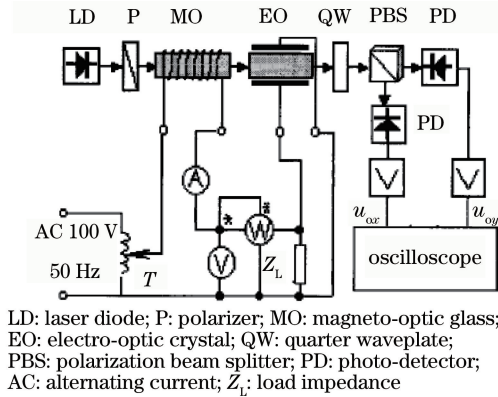 LD P MO EO QW PBS PD
PD
A
V V
* *
W
AC 100 V
V
Z_L
u_ox u_oy
50 Hz T
oscilloscope
LD: laser diode; P: polarizer; MO: magneto-optic glass;
EO: electro-optic crystal; QW: quarter waveplate;
PBS: polarization beam splitter; PD: photo-detector;
AC: alternating current; Z_L: load impedance